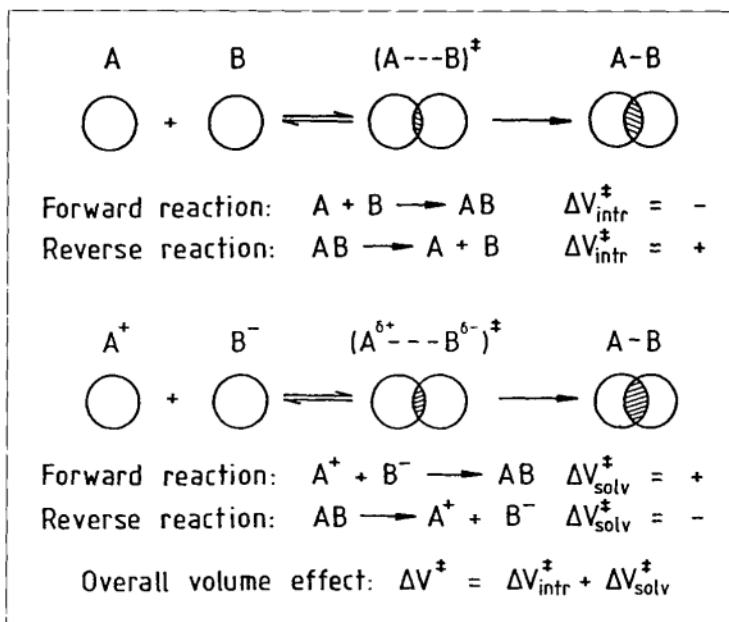 A B (A---B)‡ A-B
+
Forward reaction: A + B → AB ΔV‡intr = -
Reverse reaction: AB → A + B ΔV‡intr = +
A⁺ B⁻ (Aδ+---Bδ-)‡ A-B
+
Forward reaction: A⁺ + B⁻ → AB ΔV‡solv = +
Reverse reaction: AB → A⁺ + B⁻ ΔV‡solv = -
Overall volume effect: ΔV‡ = ΔV‡intr + ΔV‡solv